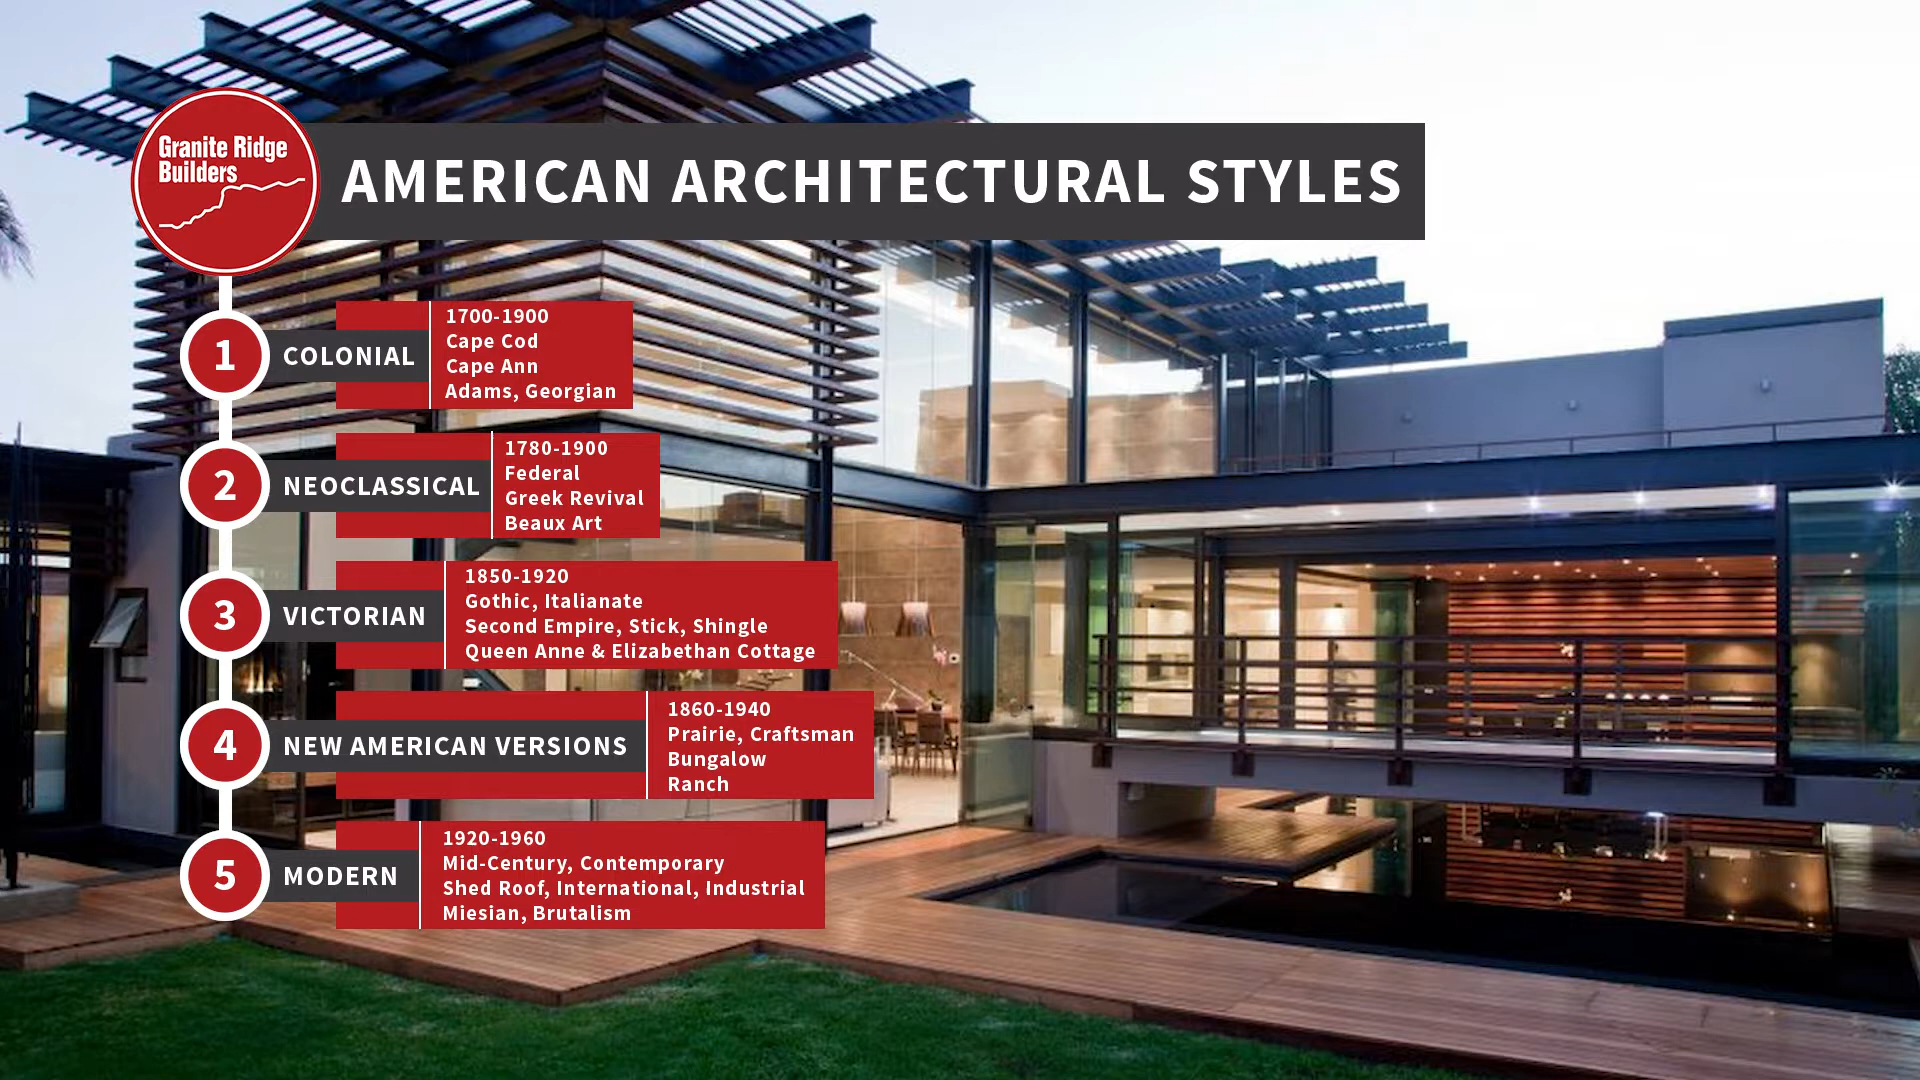 Granite Ridge
Builders
AMERICAN ARCHITECTURAL STYLES
1
COLONIAL
1700-1900
Cape Cod
Cape Ann
Adams, Georgian
2
NEOCLASSICAL
1780-1900
Federal
Greek Revival
Beaux Art
3
VICTORIAN
1850-1920
Gothic, Italianate
Second Empire, Stick, Shingle
Queen Anne & Elizabethan Cottage
4
NEW AMERICAN VERSIONS
1860-1940
Prairie, Craftsman
Bungalow
Ranch
5
MODERN
1920-1960
Mid-Century, Contemporary
Shed Roof, International, Industrial
Miesian, Brutalism